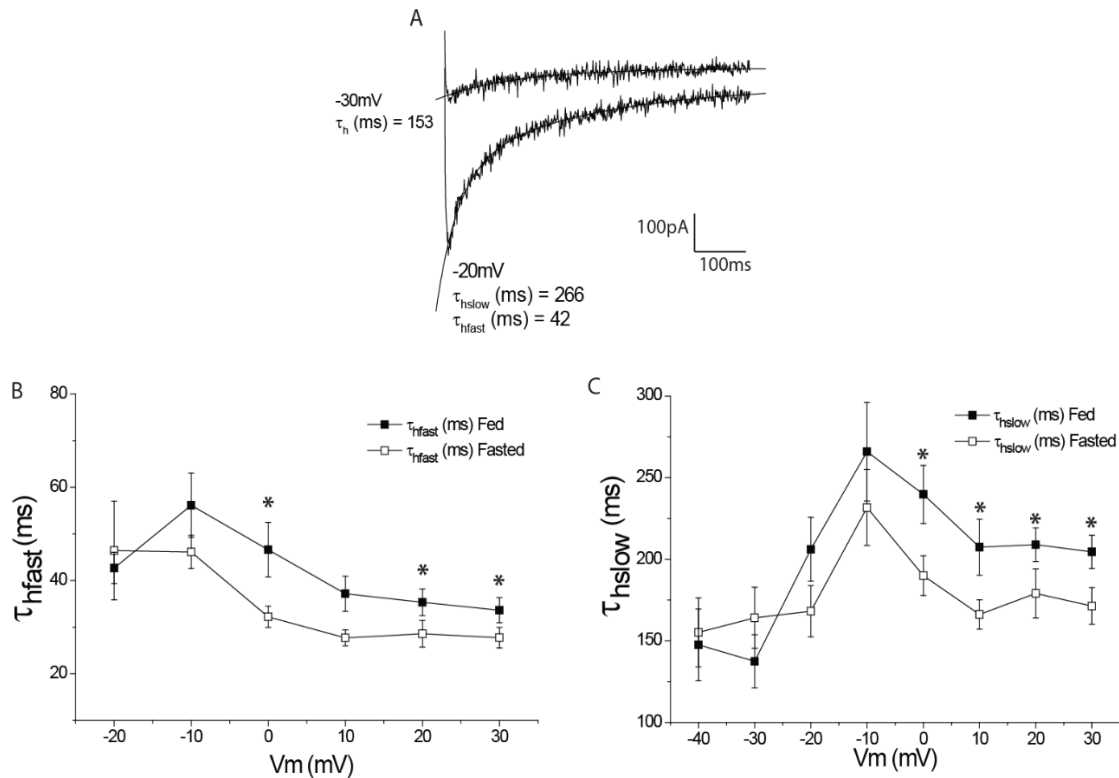 A
-30mV
τh (ms) = 153
100pA
100ms
-20mV
τhslow (ms) = 266
τhfast (ms) = 42
B
80
60
40
20
τhfast (ms)
τhfast (ms) Fed
τhfast (ms) Fasted
*
* *
-20 -10 0 10 20 30
Vm (mV)
C
300
250
200
150
100
τhslow (ms)
τhslow (ms) Fed
τhslow (ms) Fasted
*
* * *
-40 -30 -20 -10 0 10 20 30
Vm (mV)